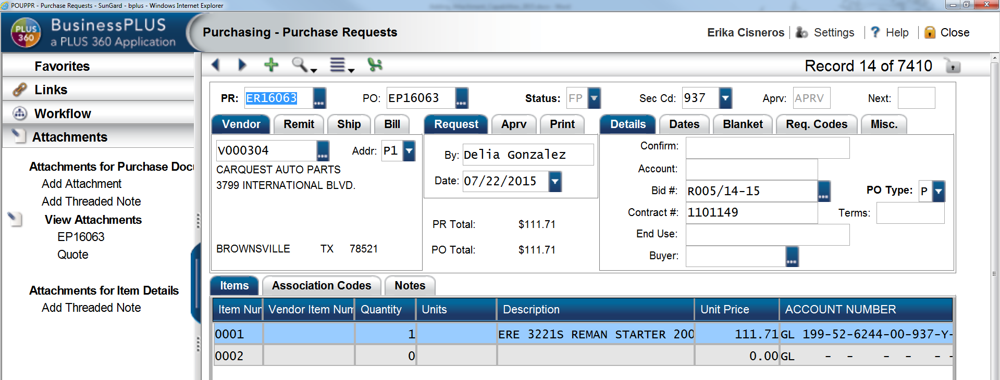 POUPPR - Purchase Requests - SunGard - bplus - Windows Internet Explorer
PLUS 360
BusinessPLUS
a PLUS 360 Application
Purchasing - Purchase Requests
Erika Cisneros Settings Help Close
Favorites
Links
Workflow
Attachments
Attachments for Purchase Docu
Add Attachment
Add Threaded Note
View Attachments
EP16063
Quote
Attachments for Item Details
Add Threaded Note
Record 14 of 7410
PR: ER16063 PO: EP16063 Status: FP Sec Cd: 937 Aprv: APRV Next:
Vendor Remit Ship Bill Request Aprv Print Details Dates Blanket Req. Codes Misc.
V000304 Addr: P1
CARQUEST AUTO PARTS
3799 INTERNATIONAL BLVD.
BROWNSVILLE TX 78521
By: Delia Gonzalez
Date: 07/22/2015
PR Total: $111.71
PO Total: $111.71
Confirm:
Account:
Bid #: R005/14-15 PO Type: P
Contract #: 1101149 Terms:
End Use:
Buyer:
Items Association Codes Notes
Item Num Vendor Item Num Quantity Units Description Unit Price ACCOUNT NUMBER
0001 1 ERE 3221S REMAN STARTER 200 111.71 GL 199-52-6244-00-937-Y-
0002 0 0.00 GL - - - - - -